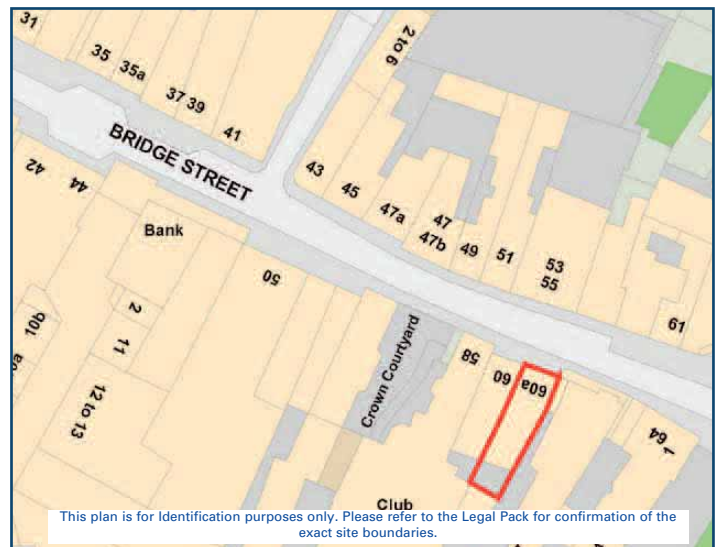 31
35
35a
37 39
41
2 to 6
BRIDGE STREET
43
45
47a
47
47b
49
51
53
55
61
42
44
Bank
50
2
11
10b
12 to 13
Crown Courtyard
58
60
60a
64
1
Club
This plan is for Identification purposes only. Please refer to the Legal Pack for confirmation of the
exact site boundaries.